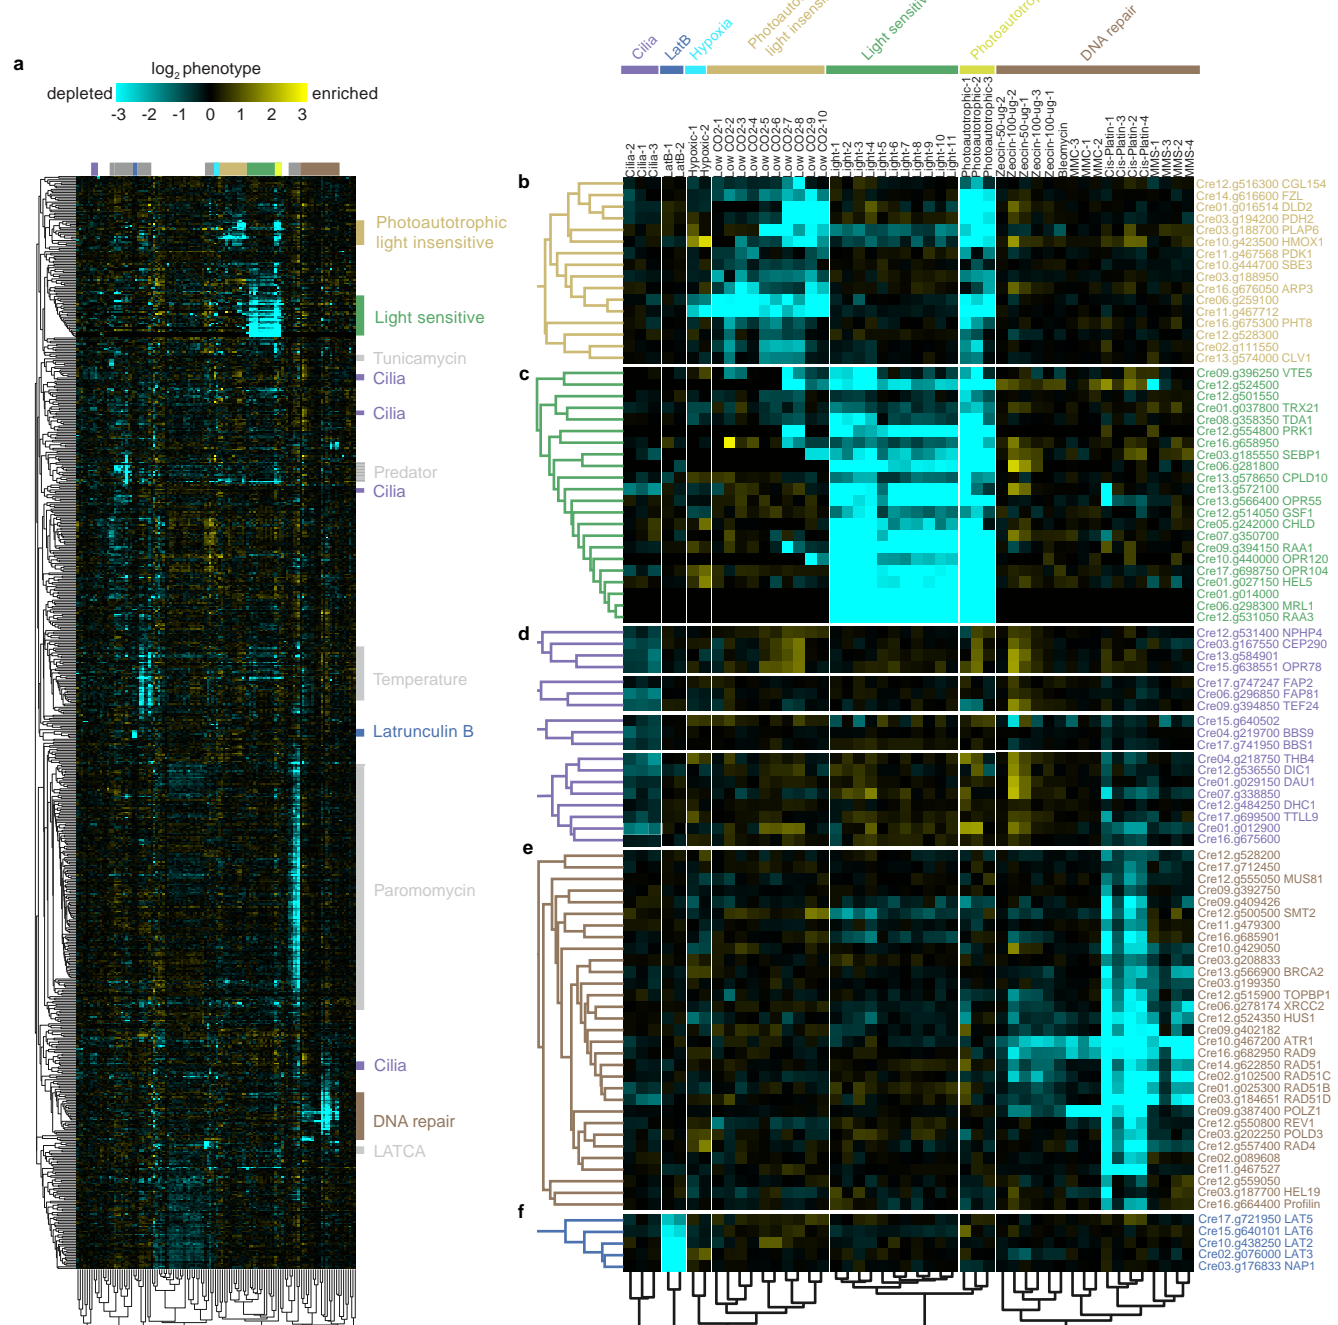 a
log2 phenotype
depleted
enriched
-3 -2 -1 0 1 2 3
Photoautotrophic
light insensitive
Light sensitive
Tunicamycin
Cilia
Cilia
Predator
Cilia
Temperature
Latrunculin B
Paromomycin
Cilia
DNA repair
LATCA
Cilia
LatB
Hypoxia
Photoauto
light insensi
Light sensitive
Photoautotrop
DNA repair
Cilia-2
Cilia-1
Cilia-3
LatB-1
LatB-2
Hypoxic-1
Hypoxic-2
Low CO2-1
Low CO2-2
Low CO2-3
Low CO2-4
Low CO2-5
Low CO2-6
Low CO2-7
Low CO2-8
Low CO2-9
Low CO2-10
Light-1
Light-2
Light-3
Light-4
Light-5
Light-6
Light-7
Light-8
Light-9
Light-10
Light-11
Photoautotrophic-1
Photoautotrophic-2
Photoautotrophic-3
Zeocin-50-ug-2
Zeocin-100-ug-2
Zeocin-50-ug-1
Zeocin-100-ug-3
Zeocin-100-ug-1
Bleomycin
MMC-3
MMC-1
MMC-2
Cis-Platin-1
Cis-Platin-3
Cis-Platin-2
Cis-Platin-4
MMS-1
MMS-3
MMS-2
MMS-4
b
Cre12.g516300 CGL154
Cre14.g616600 FZL
Cre01.g016514 DLD2
Cre03.g194200 PDH2
Cre03.g188700 PLAP6
Cre10.g423500 HMOX1
Cre11.g467568 PDK1
Cre10.g444700 SBE3
Cre03.g188950
Cre16.g676050 ARP3
Cre06.g259100
Cre11.g467712
Cre16.g675300 PHT8
Cre12.g528300
Cre02.g111550
Cre13.g574000 CLV1
c
Cre09.g396250 VTE5
Cre12.g524500
Cre12.g501550
Cre01.g037800 TRX21
Cre08.g358350 TDA1
Cre12.g554800 PRK1
Cre16.g658950
Cre03.g185550 SEBP1
Cre06.g281800
Cre13.g578650 CPLD10
Cre13.g572100
Cre13.g566400 OPR55
Cre12.g514050 GSF1
Cre05.g242000 CHLD
Cre07.g350700
Cre09.g394150 RAA1
Cre10.g440000 OPR120
Cre17.g698750 OPR104
Cre01.g027150 HEL5
Cre01.g014000
Cre06.g298300 MRL1
Cre12.g531050 RAA3
d
Cre12.g531400 NPHP4
Cre03.g167550 CEP290
Cre13.g584901
Cre15.g638551 OPR78
Cre17.g747247 FAP2
Cre06.g296850 FAP81
Cre09.g394850 TEF24
Cre15.g640502
Cre04.g219700 BBS9
Cre17.g741950 BBS1
Cre04.g218750 THB4
Cre12.g536550 DIC1
Cre01.g029150 DAU1
Cre07.g338850
Cre12.g484250 DHC1
Cre17.g699500 TTLL9
Cre01.g012900
Cre16.g675600
e
Cre12.g528200
Cre17.g712450
Cre12.g555050 MUS81
Cre09.g392750
Cre09.g409426
Cre12.g500500 SMT2
Cre11.g479300
Cre16.g685901
Cre10.g429050
Cre03.g208833
Cre13.g566900 BRCA2
Cre03.g199350
Cre12.g515900 TOPBP1
Cre06.g278174 XRCC2
Cre12.g524350 HUS1
Cre09.g402182
Cre10.g467200 ATR1
Cre16.g682950 RAD9
Cre14.g622850 RAD51
Cre02.g102500 RAD51C
Cre01.g025300 RAD51B
Cre03.g184651 RAD51D
Cre09.g387400 POLZ1
Cre12.g550800 REV1
Cre03.g202250 POLD3
Cre12.g557400 RAD4
Cre02.g089608
Cre11.g467527
Cre12.g559050
Cre03.g187700 HEL19
Cre16.g664400 Profilin
f
Cre17.g721950 LAT5
Cre15.g640101 LAT6
Cre10.g438250 LAT2
Cre02.g076000 LAT3
Cre03.g176833 NAP1